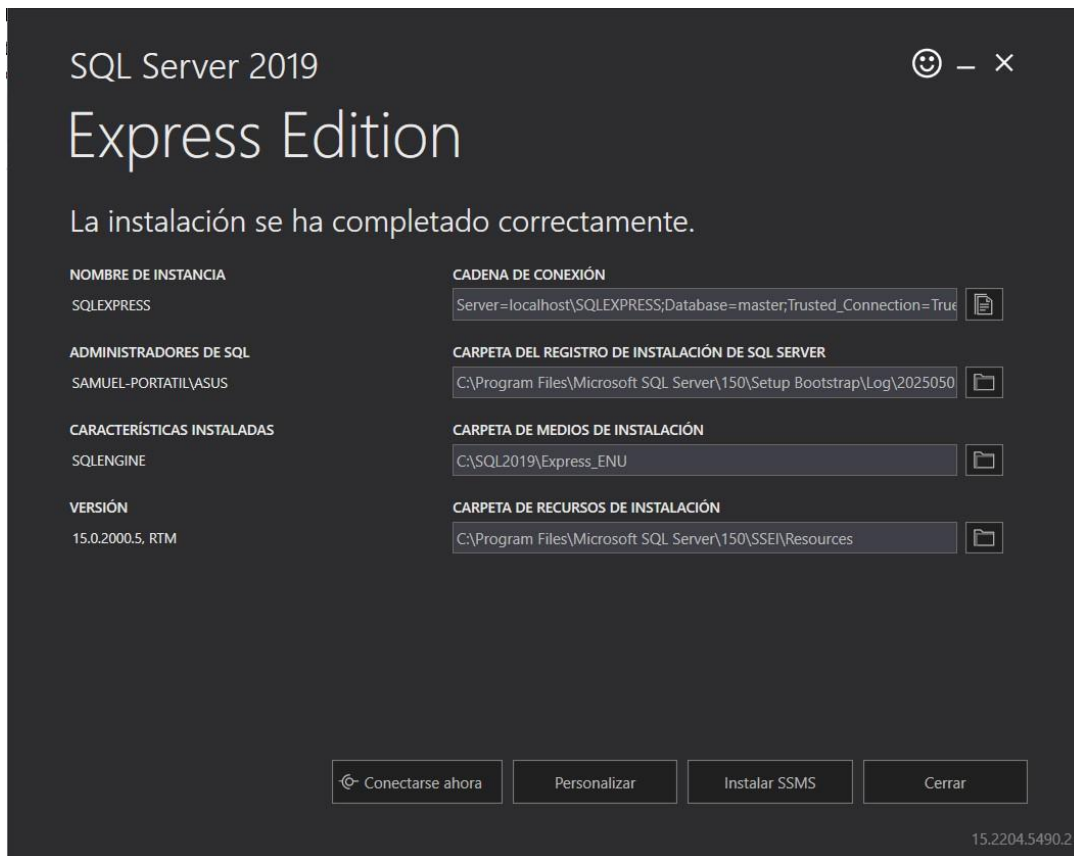 SQL Server 2019
Express Edition
La instalación se ha completado correctamente.
NOMBRE DE INSTANCIA
SQLEXPRESS
CADENA DE CONEXIÓN
Server=localhost\SQLEXPRESS;Database=master;Trusted_Connection=True
ADMINISTRADORES DE SQL
SAMUEL-PORTATIL\ASUS
CARPETA DEL REGISTRO DE INSTALACIÓN DE SQL SERVER
C:\Program Files\Microsoft SQL Server\150\Setup Bootstrap\Log\2025050
CARACTERÍSTICAS INSTALADAS
SQLENGINE
CARPETA DE MEDIOS DE INSTALACIÓN
C:\SQL2019\Express_ENU
VERSIÓN
15.0.2000.5, RTM
CARPETA DE RECURSOS DE INSTALACIÓN
C:\Program Files\Microsoft SQL Server\150\SSEI\Resources
Conectarse ahora
Personalizar
Instalar SSMS
Cerrar
15.2204.5490.2